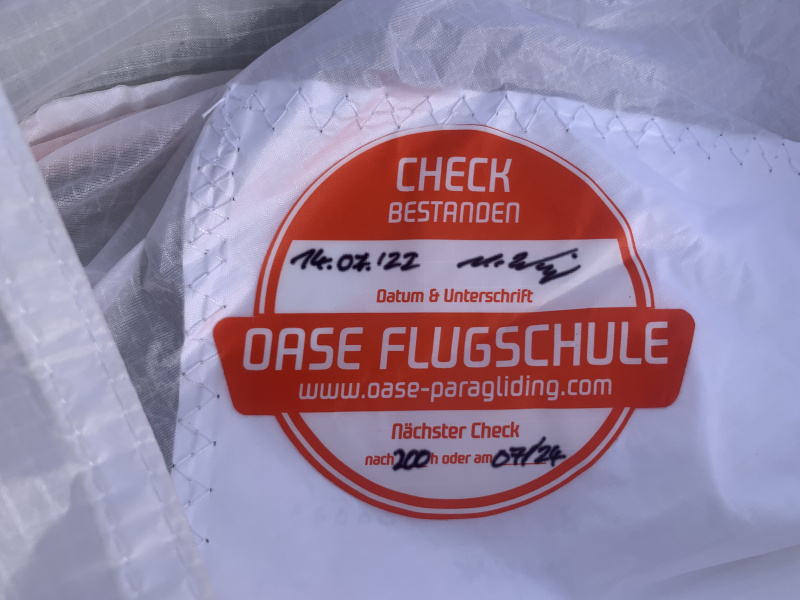 CHECK
BESTANDEN
14.07.'22
Datum & Unterschrift
OASE FLUGSCHULE
www.oase-paragliding.com
Nächster Check
nach 200 h oder am 07/24